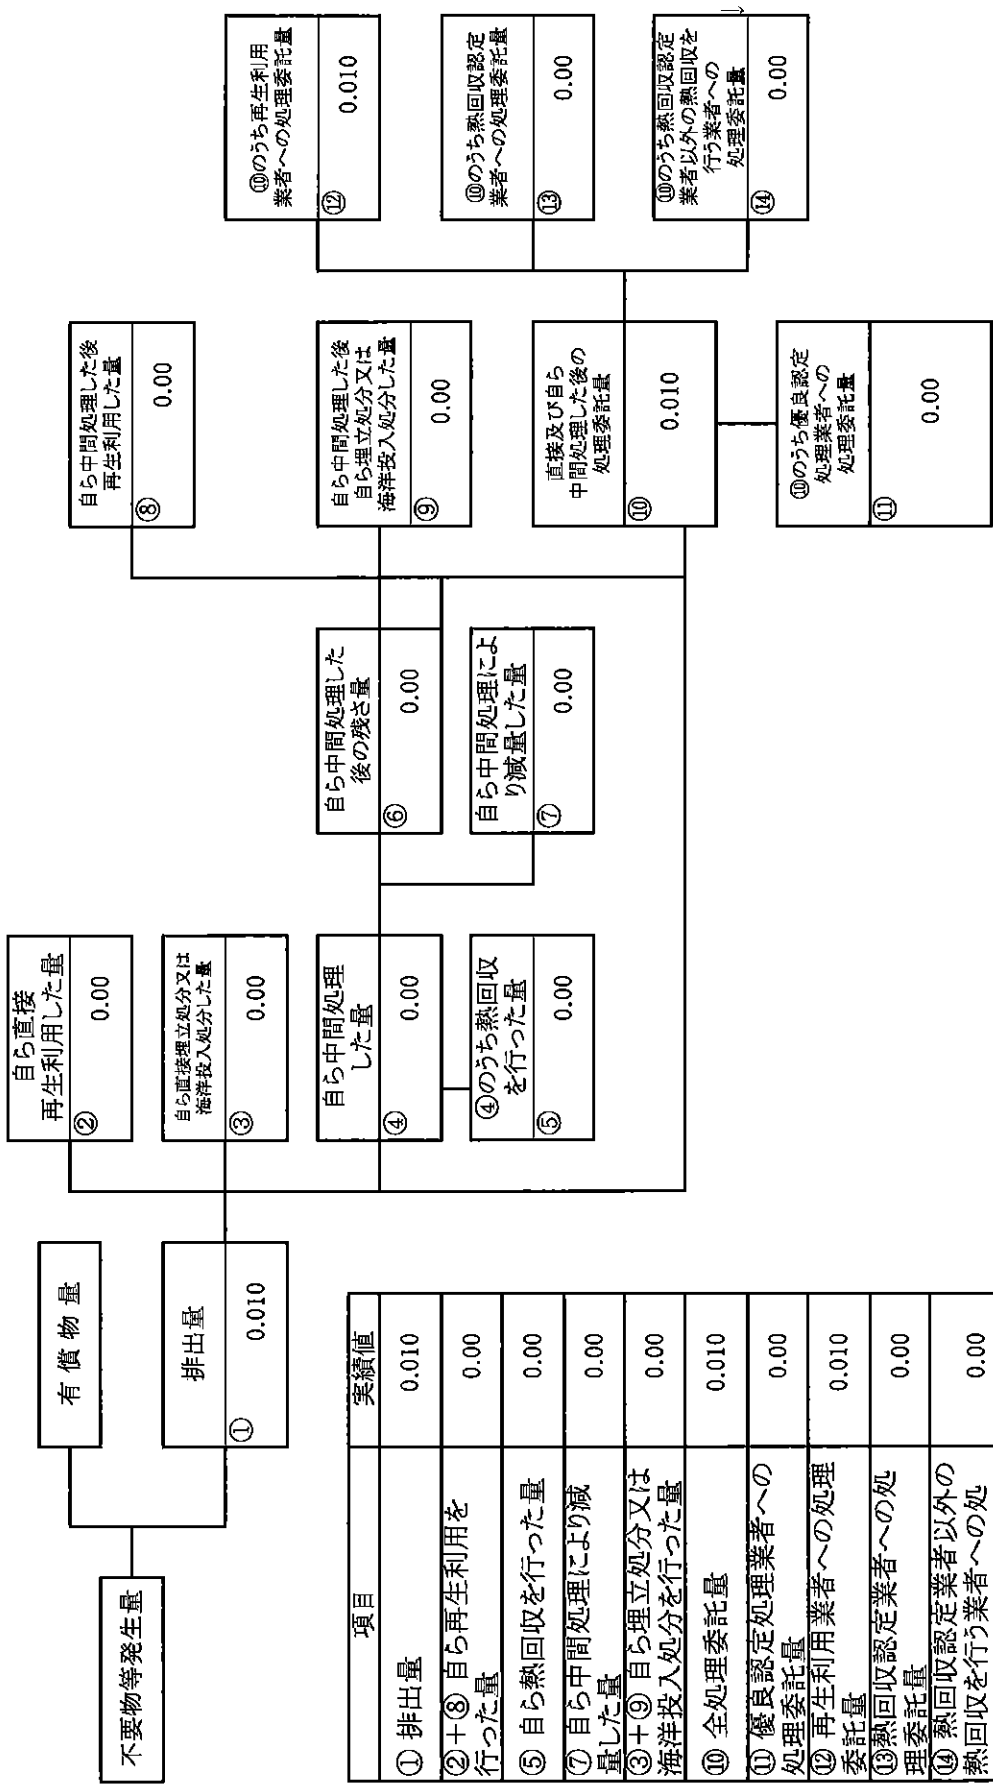 不要物等発生量
有償物量
排出量
①
0.010
自ら直接
再生利用した量
②
0.00
自ら直接埋立処分又は
海洋投入処分した量
③
0.00
自ら中間処理
した量
④
0.00
④のうち熱回収
を行った量
⑤
0.00
自ら中間処理した
後の残さ量
⑥
0.00
自ら中間処理によ
り減量した量
⑦
0.00
自ら中間処理した後
再生利用した量
⑧
0.00
自ら中間処理した後
自ら埋立処分又は
海洋投入処分した量
⑨
0.00
直接及び自ら
中間処理した後の
処理委託量
⑩
0.010
⑩のうち優良認定
処理業者への
処理委託量
⑪
0.00
⑩のうち再生利用
業者への処理委託量
⑫
0.010
⑩のうち熱回収認定
業者への処理委託量
⑬
0.00
⑩のうち熱回収認定
業者以外の熱回収を
行う業者への
処理委託量
⑭
0.00
項目 実績値
①排出量 0.010
②+⑧ 自ら再生利用を
行った量 0.00
⑤ 自ら熱回収を行った量 0.00
⑦ 自ら中間処理により減
量した量 0.00
③+⑨ 自ら埋立処分又は
海洋投入処分を行った量 0.00
⑩ 全処理委託量 0.010
⑪ 優良認定処理業者への
処理委託量 0.00
⑫ 再生利用業者への処理
委託量 0.010
⑬熱回収認定業者への処
理委託量 0.00
⑭ 熱回収認定業者以外の
熱回収を行う業者への処 0.00